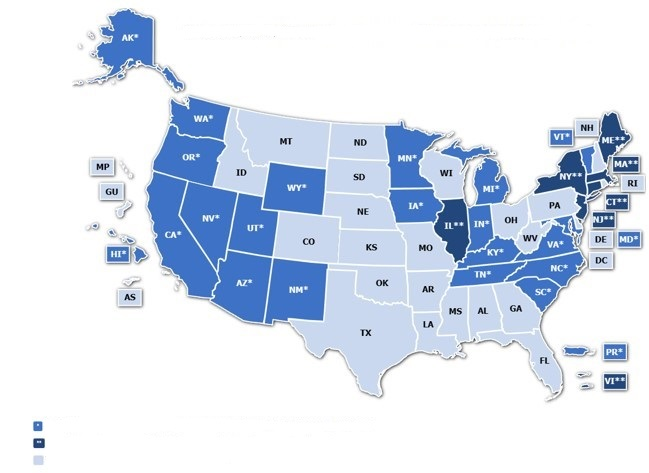 AK*
WA*
OR*
CA*
NV*
ID
MT
WY*
UT*
AZ*
CO
NM*
ND
SD
NE
KS
OK
TX
MN*
IA*
MO
AR
LA
WI
IL**
MI*
IN*
OH
KY*
TN*
MS
AL
GA
FL
SC*
NC*
VA*
WV
PA
NY**
VT*
NH
ME**
MA**
RI
CT**
NJ**
DE
MD*
DC
MP
GU
HI*
AS
PR*
VI**
*
**